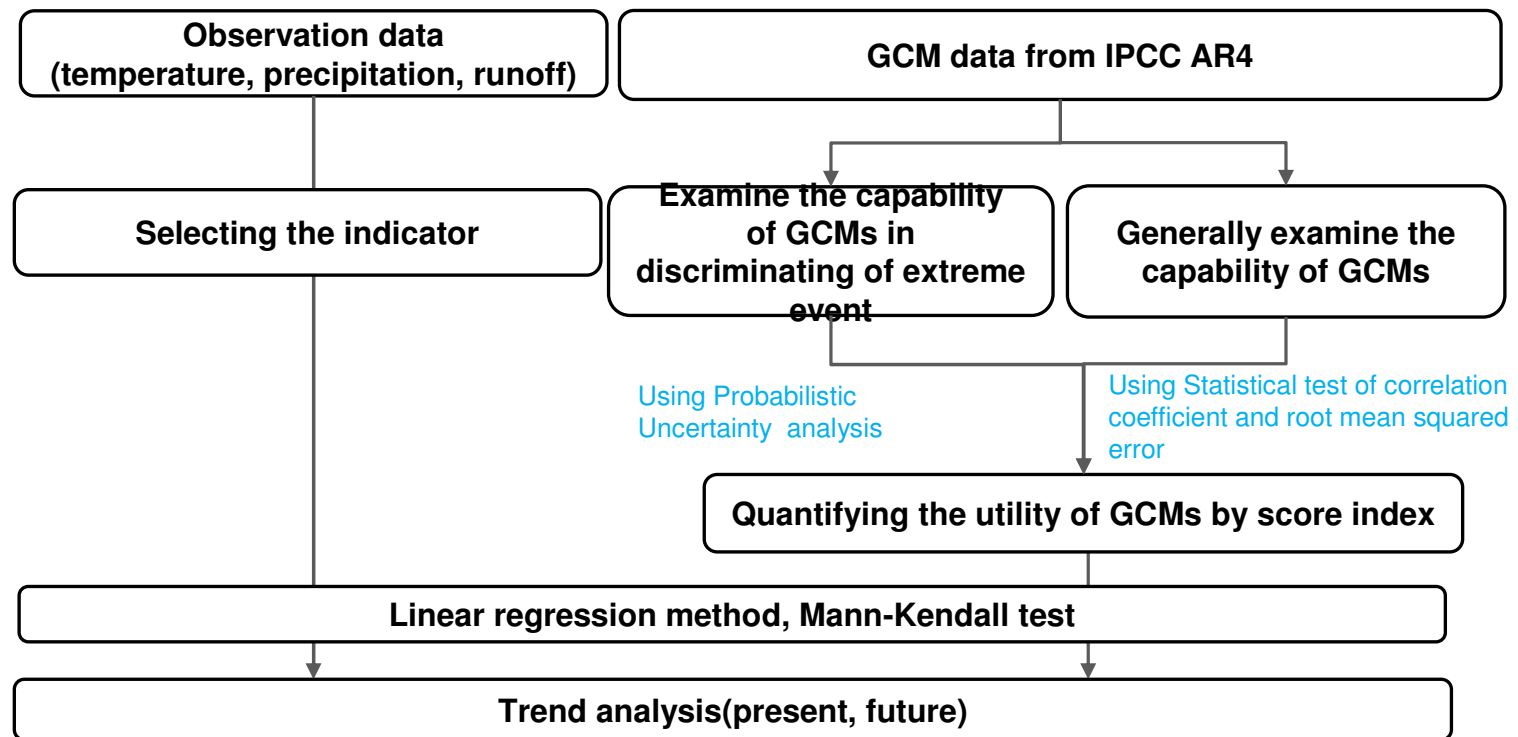 Observation data
(temperature, precipitation, runoff)
GCM data from IPCC AR4
Selecting the indicator
Examine the capability
of GCMs in
discriminating of extreme
event
Generally examine the
capability of GCMs
Using Probabilistic
Uncertainty analysis
Using Statistical test of correlation
coefficient and root mean squared
error
Quantifying the utility of GCMs by score index
Linear regression method, Mann-Kendall test
Trend analysis(present, future)